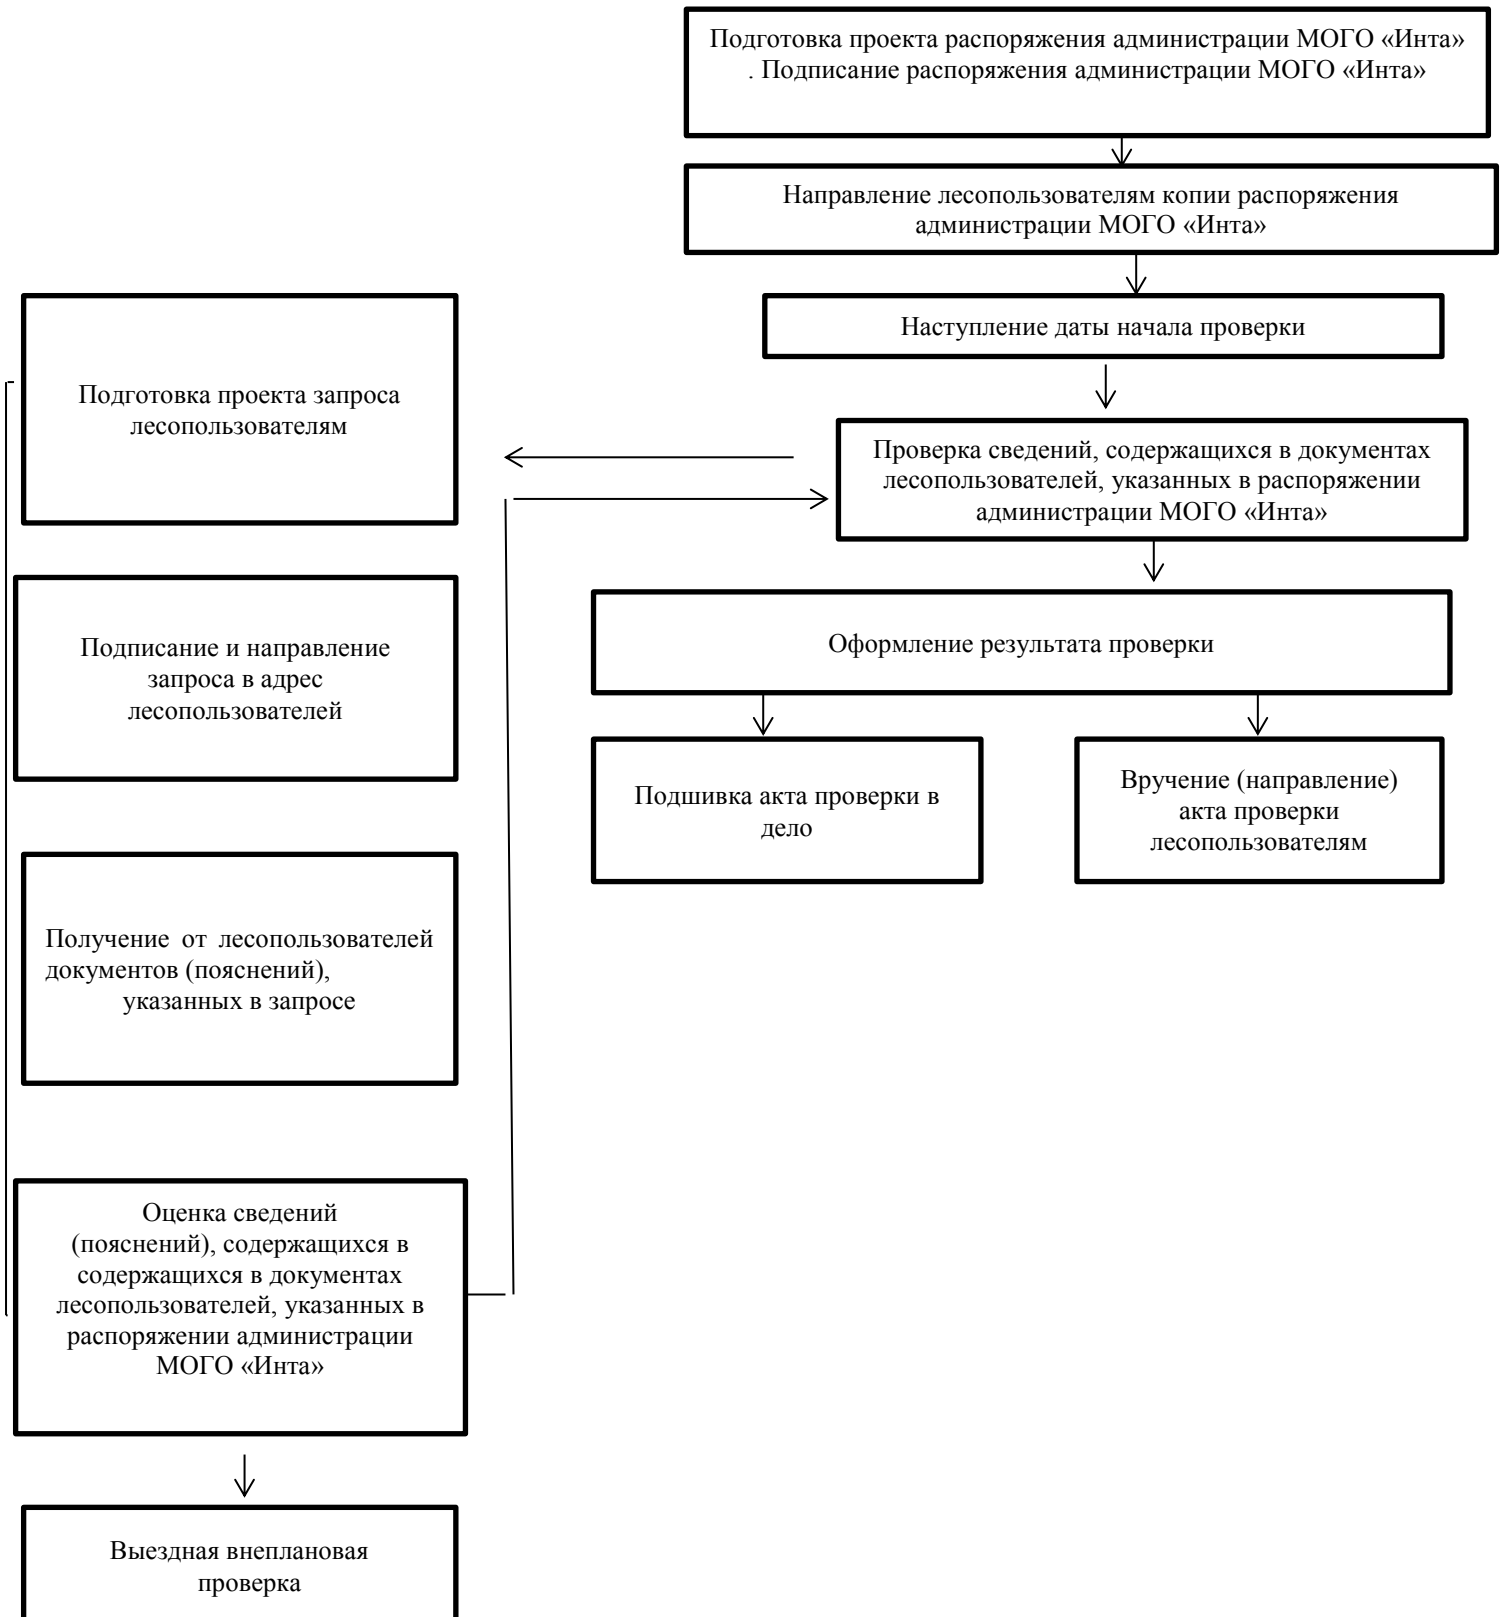 Подготовка проекта распоряжения администрации МОГО «Инта»
. Подписание распоряжения администрации МОГО «Инта»
Направление лесопользователям копии распоряжения
администрации МОГО «Инта»
Наступление даты начала проверки
Подготовка проекта запроса
лесопользователям
Проверка сведений, содержащихся в документах
лесопользователей, указанных в распоряжении
администрации МОГО «Инта»
Подписание и направление
запроса в адрес
лесопользователей
Оформление результата проверки
Подшивка акта проверки в
дело
Вручение (направление)
акта проверки
лесопользователям
Получение от лесопользователей
документов (пояснений),
указанных в запросе
Оценка сведений
(пояснений), содержащихся в
содержащихся в документах
лесопользователей, указанных в
распоряжении администрации
МОГО «Инта»
Выездная внеплановая
проверка